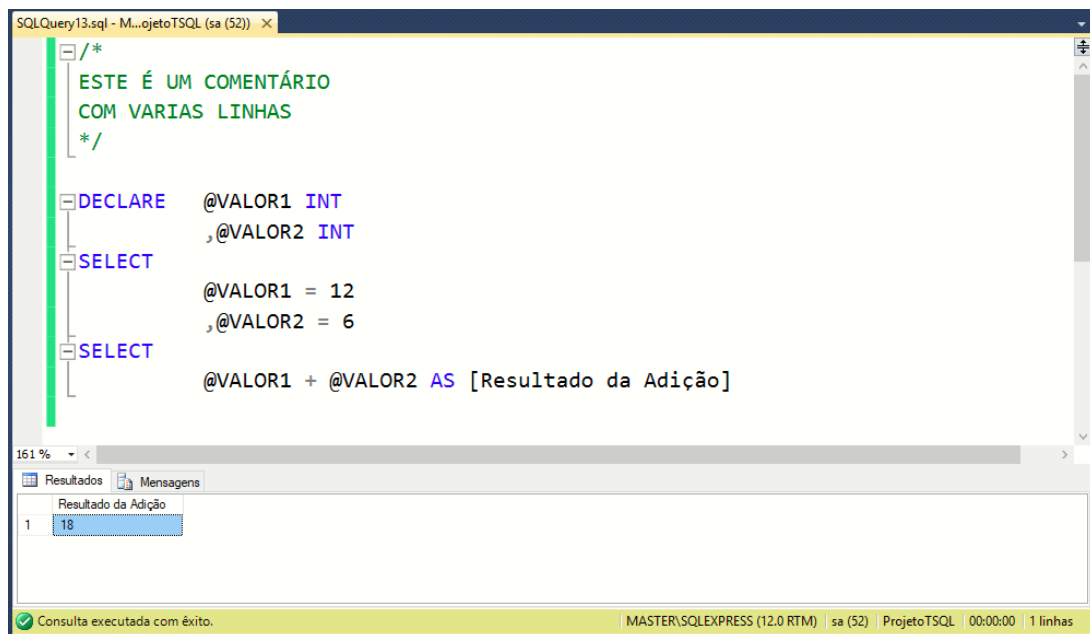 SQLQuery13.sql - M...ojetoTSQL (sa (52))
/*
ESTE É UM COMENTÁRIO
COM VARIAS LINHAS
*/
DECLARE @VALOR1 INT
,@VALOR2 INT
SELECT
@VALOR1 = 12
,@VALOR2 = 6
SELECT
@VALOR1 + @VALOR2 AS [Resultado da Adição]
161 %
Resultados Mensagens
Resultado da Adição
1 18
Consulta executada com êxito. MASTER\SQLEXPRESS (12.0 RTM) sa (52) ProjetoTSQL 00:00:00 1 linhas